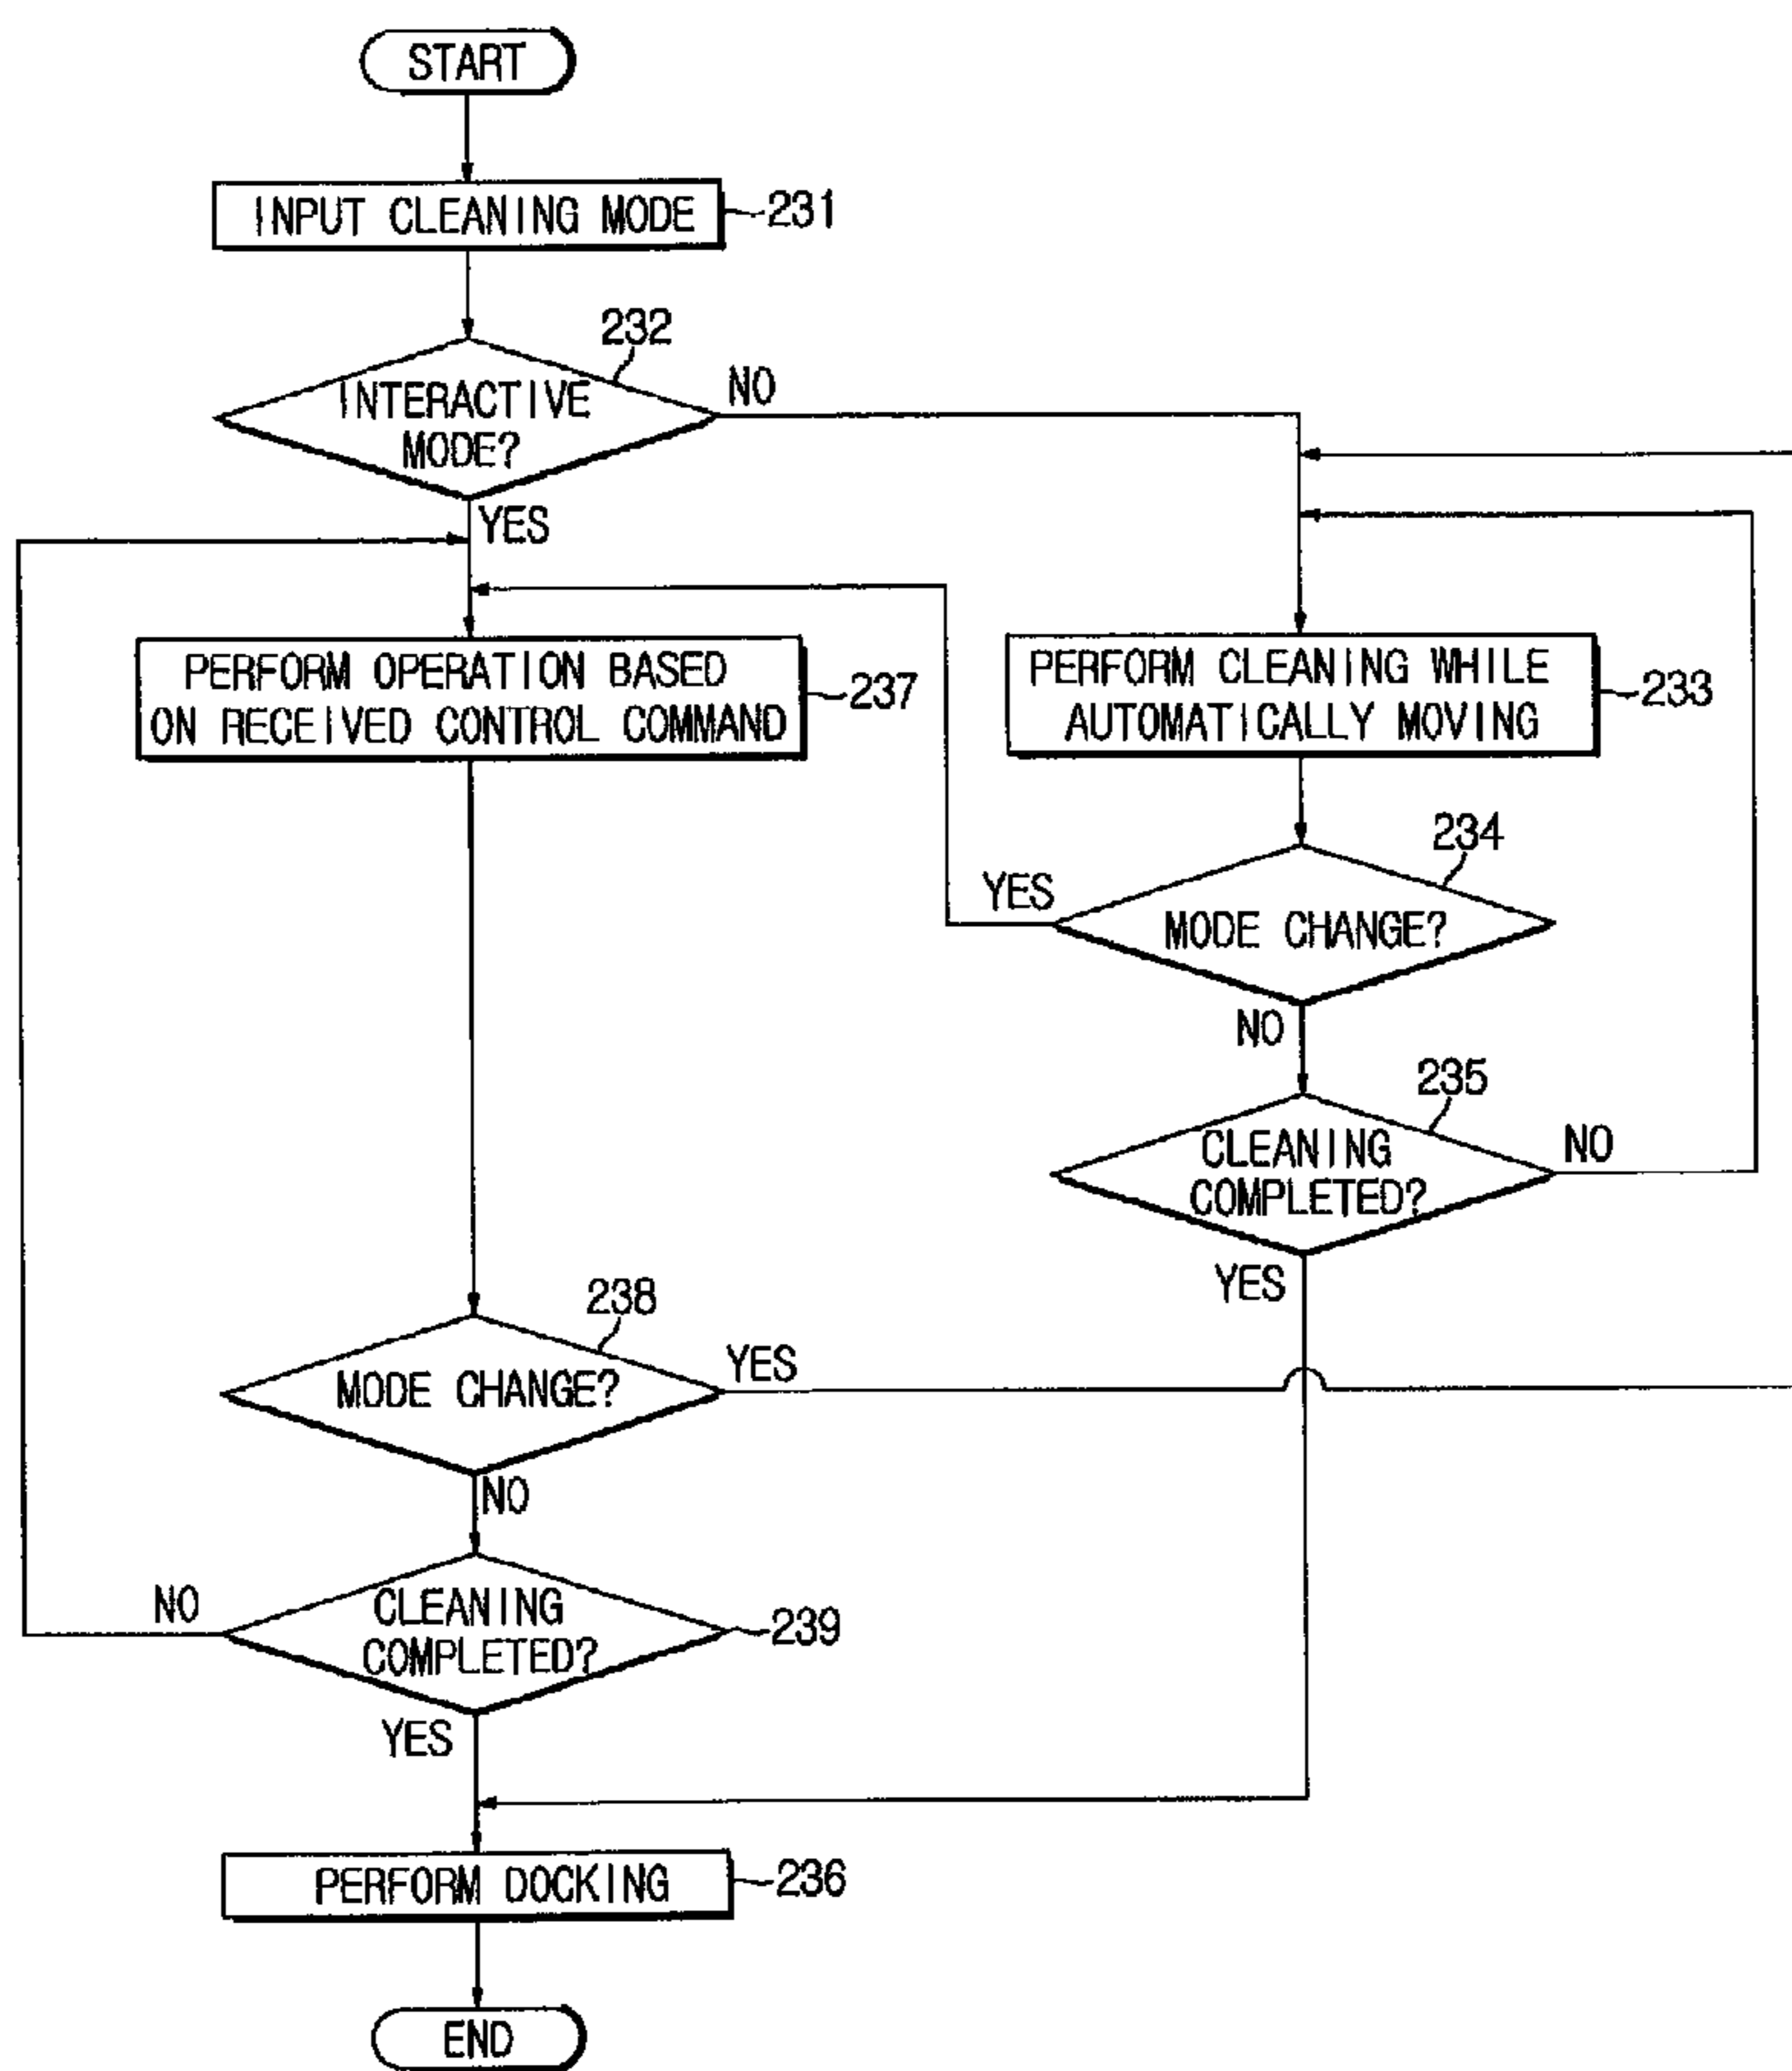 START
INPUT CLEANING MODE
231
232
INTERACTIVE
MODE?
NO
YES
PERFORM OPERATION BASED
ON RECEIVED CONTROL COMMAND
237
PERFORM CLEANING WHILE
AUTOMATICALLY MOVING
233
234
YES
MODE CHANGE?
NO
235
CLEANING
COMPLETED?
NO
YES
238
MODE CHANGE?
YES
NO
NO
CLEANING
COMPLETED?
239
YES
PERFORM DOCKING
236
END